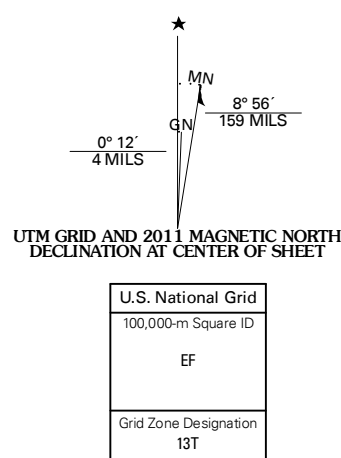 ★
MN
8° 56´
159 MILS
GN
0° 12´
4 MILS
UTM GRID AND 2011 MAGNETIC NORTH
DECLINATION AT CENTER OF SHEET
U.S. National Grid
100,000-m Square ID
EF
Grid Zone Designation
13T